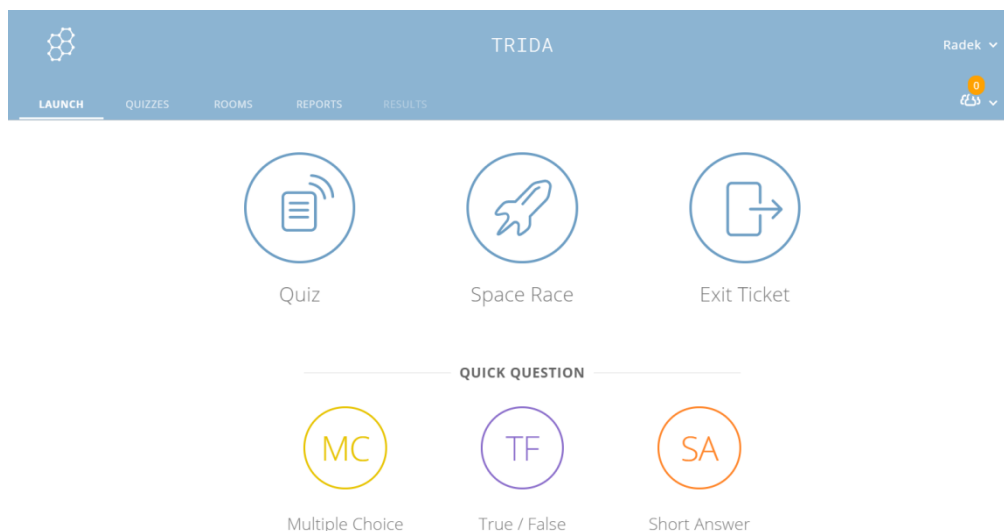 TRIDA
Radek
0
LAUNCH QUIZZES ROOMS REPORTS RESULTS
Quiz Space Race Exit Ticket
QUICK QUESTION
MC TF SA
Multiple Choice True / False Short Answer